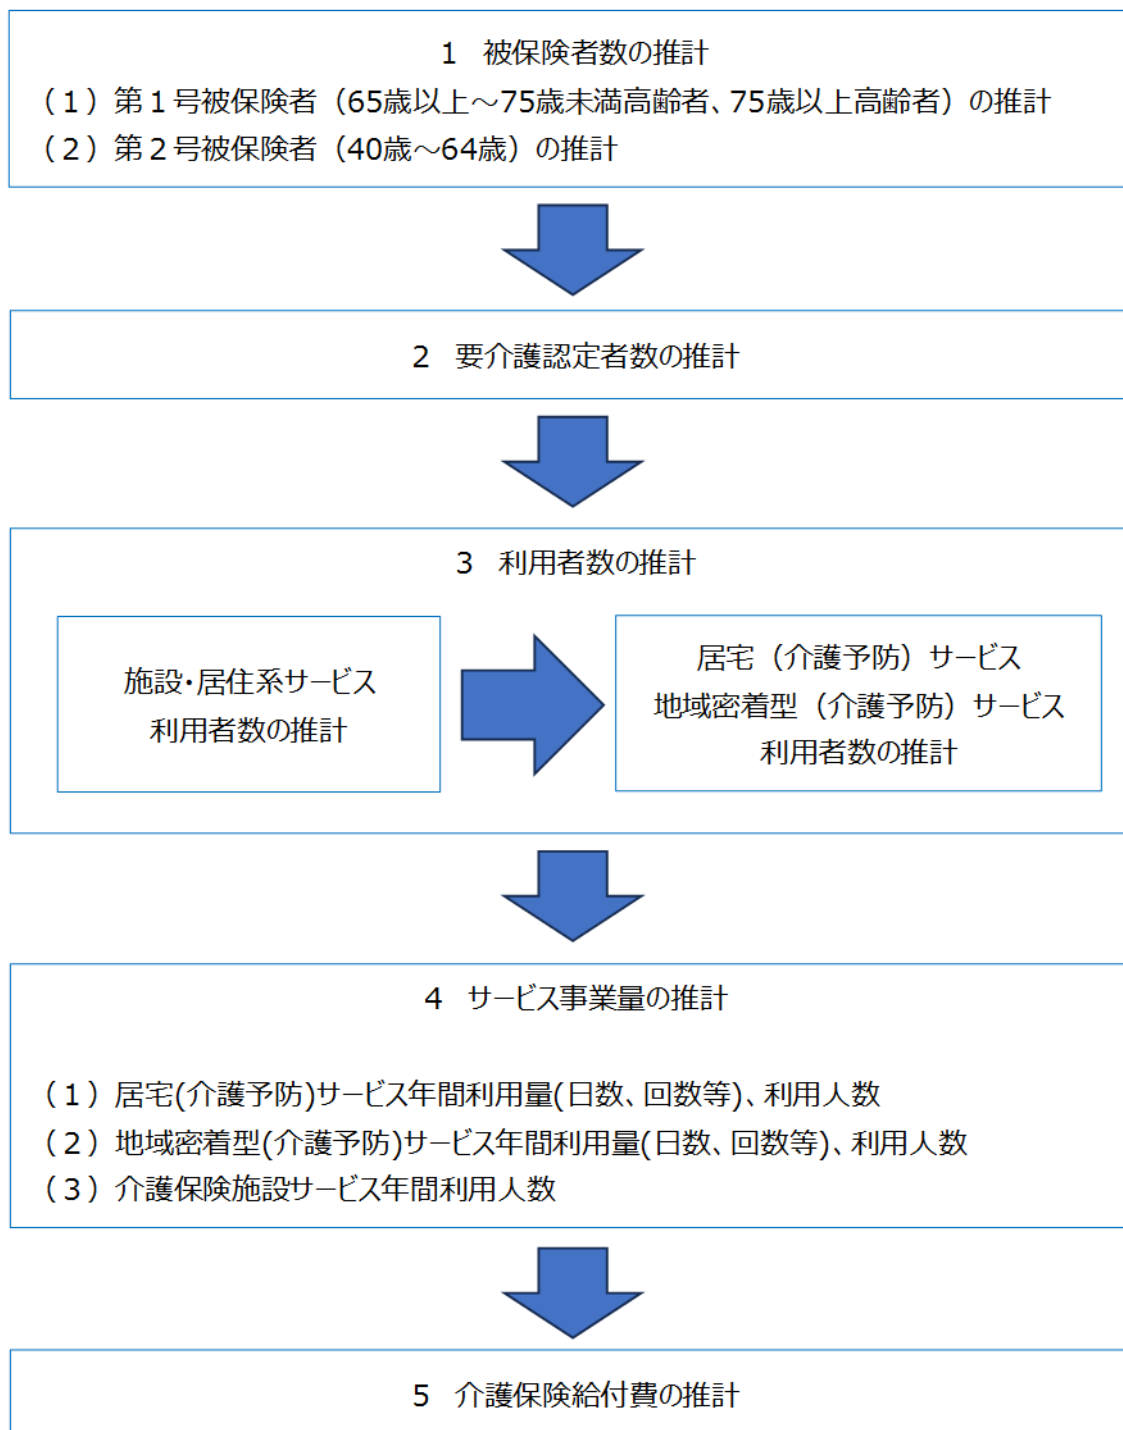 1 被保険者数の推計
（１）第１号被保険者（65歳以上～75歳未満高齢者、75歳以上高齢者）の推計
（２）第２号被保険者（40歳～64歳）の推計
2 要介護認定者数の推計
3 利用者数の推計
施設・居住系サービス
利用者数の推計
居宅（介護予防）サービス
地域密着型（介護予防）サービス
利用者数の推計
4 サービス事業量の推計
（１）居宅(介護予防)サービス年間利用量(日数、回数等)、利用人数
（２）地域密着型(介護予防)サービス年間利用量(日数、回数等)、利用人数
（３）介護保険施設サービス年間利用人数
5 介護保険給付費の推計